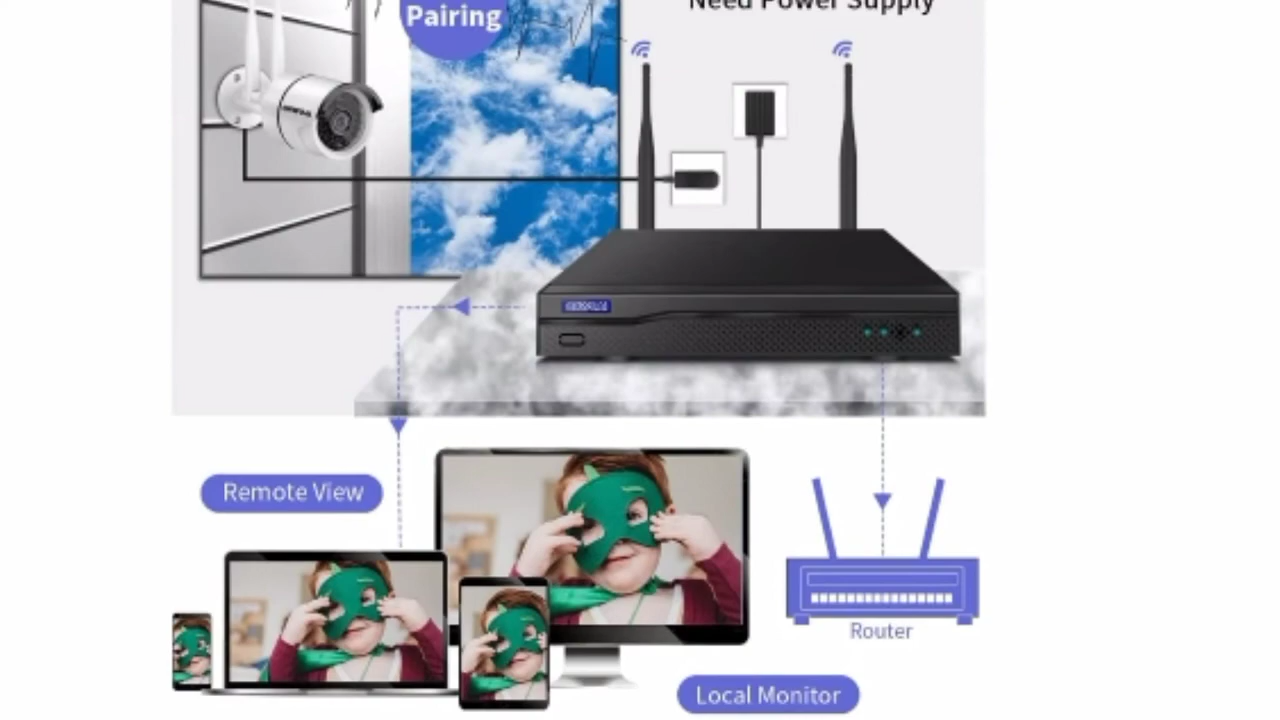 Need Power Supply
Pairing
Remote View
Router
Local Monitor